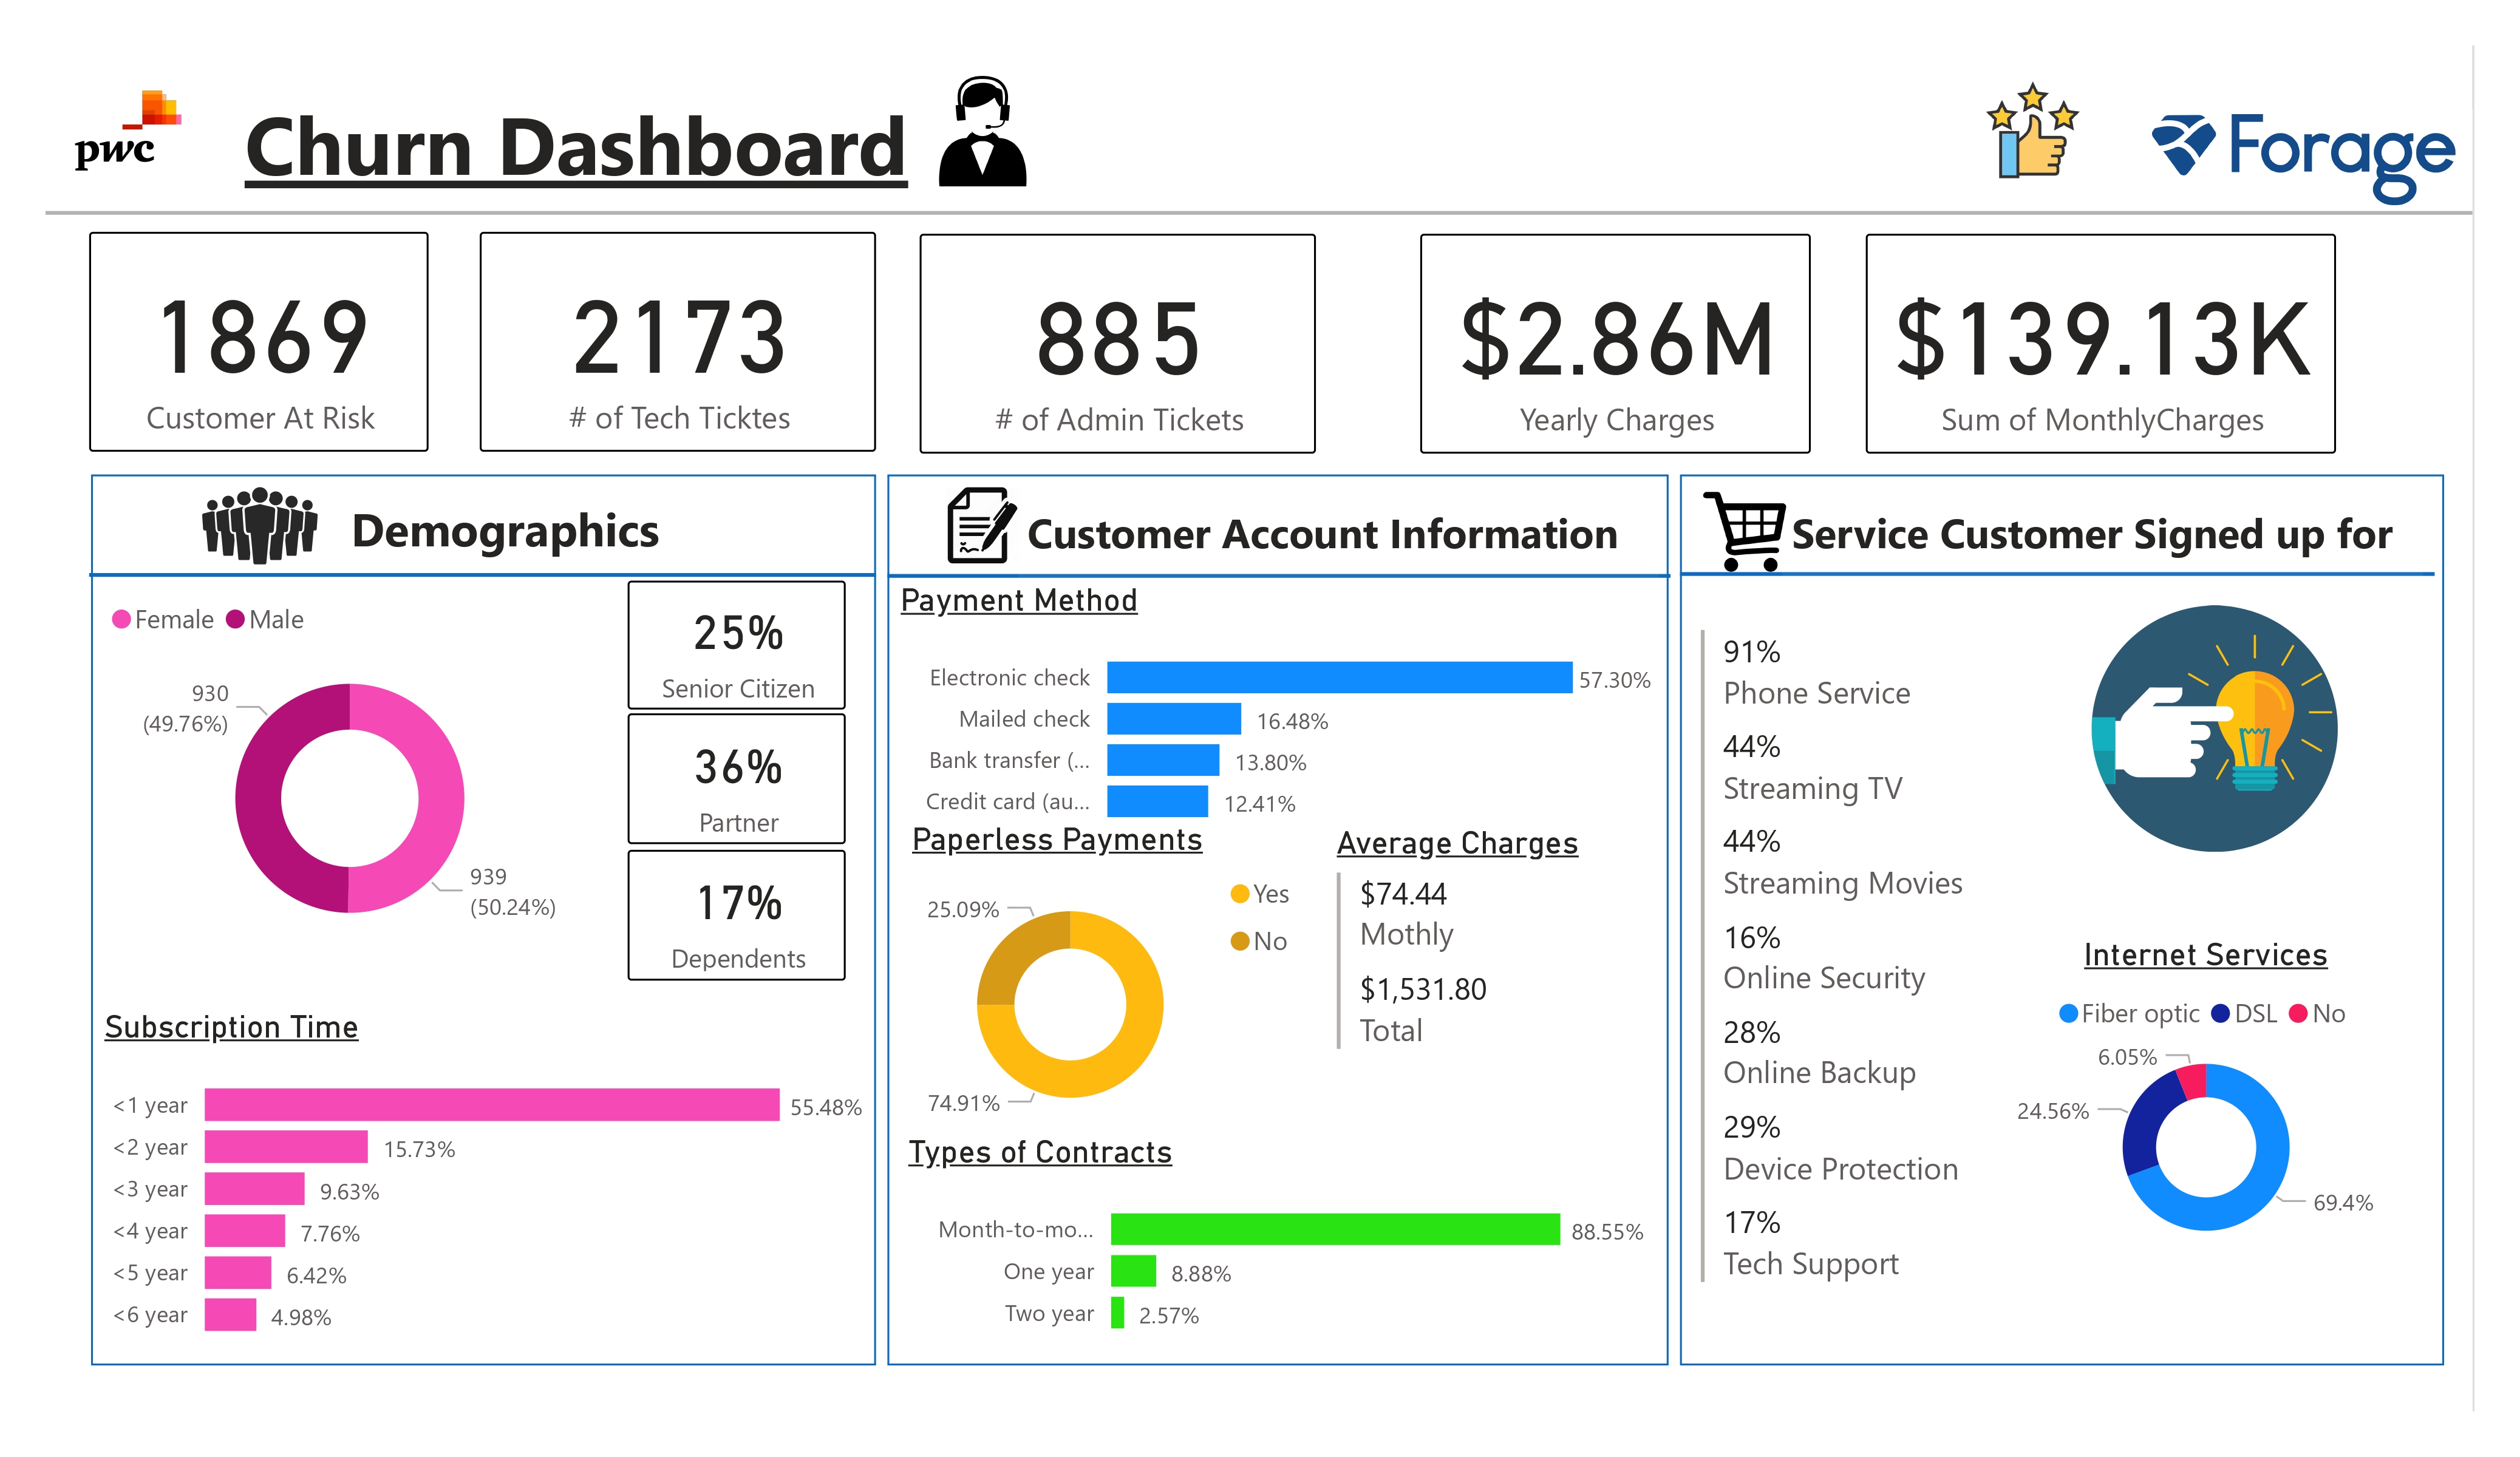 pwc
Churn Dashboard
Forage
1869
Customer At Risk
2173
# of Tech Ticktes
885
# of Admin Tickets
$2.86M
Yearly Charges
$139.13K
Sum of MonthlyCharges
Demographics
Female Male
930
(49.76%)
939
(50.24%)
25%
Senior Citizen
36%
Partner
17%
Dependents
Subscription Time
<1 year 55.48%
<2 year 15.73%
<3 year 9.63%
<4 year 7.76%
<5 year 6.42%
<6 year 4.98%
Customer Account Information
Payment Method
Electronic check 57.30%
Mailed check 16.48%
Bank transfer (... 13.80%
Credit card (au... 12.41%
Paperless Payments
25.09%
74.91%
Yes
No
Average Charges
$74.44
Mothly
$1,531.80
Total
Types of Contracts
Month-to-mo... 88.55%
One year 8.88%
Two year 2.57%
Service Customer Signed up for
91%
Phone Service
44%
Streaming TV
44%
Streaming Movies
16%
Online Security
28%
Online Backup
29%
Device Protection
17%
Tech Support
Internet Services
Fiber optic DSL No
6.05%
24.56%
69.4%